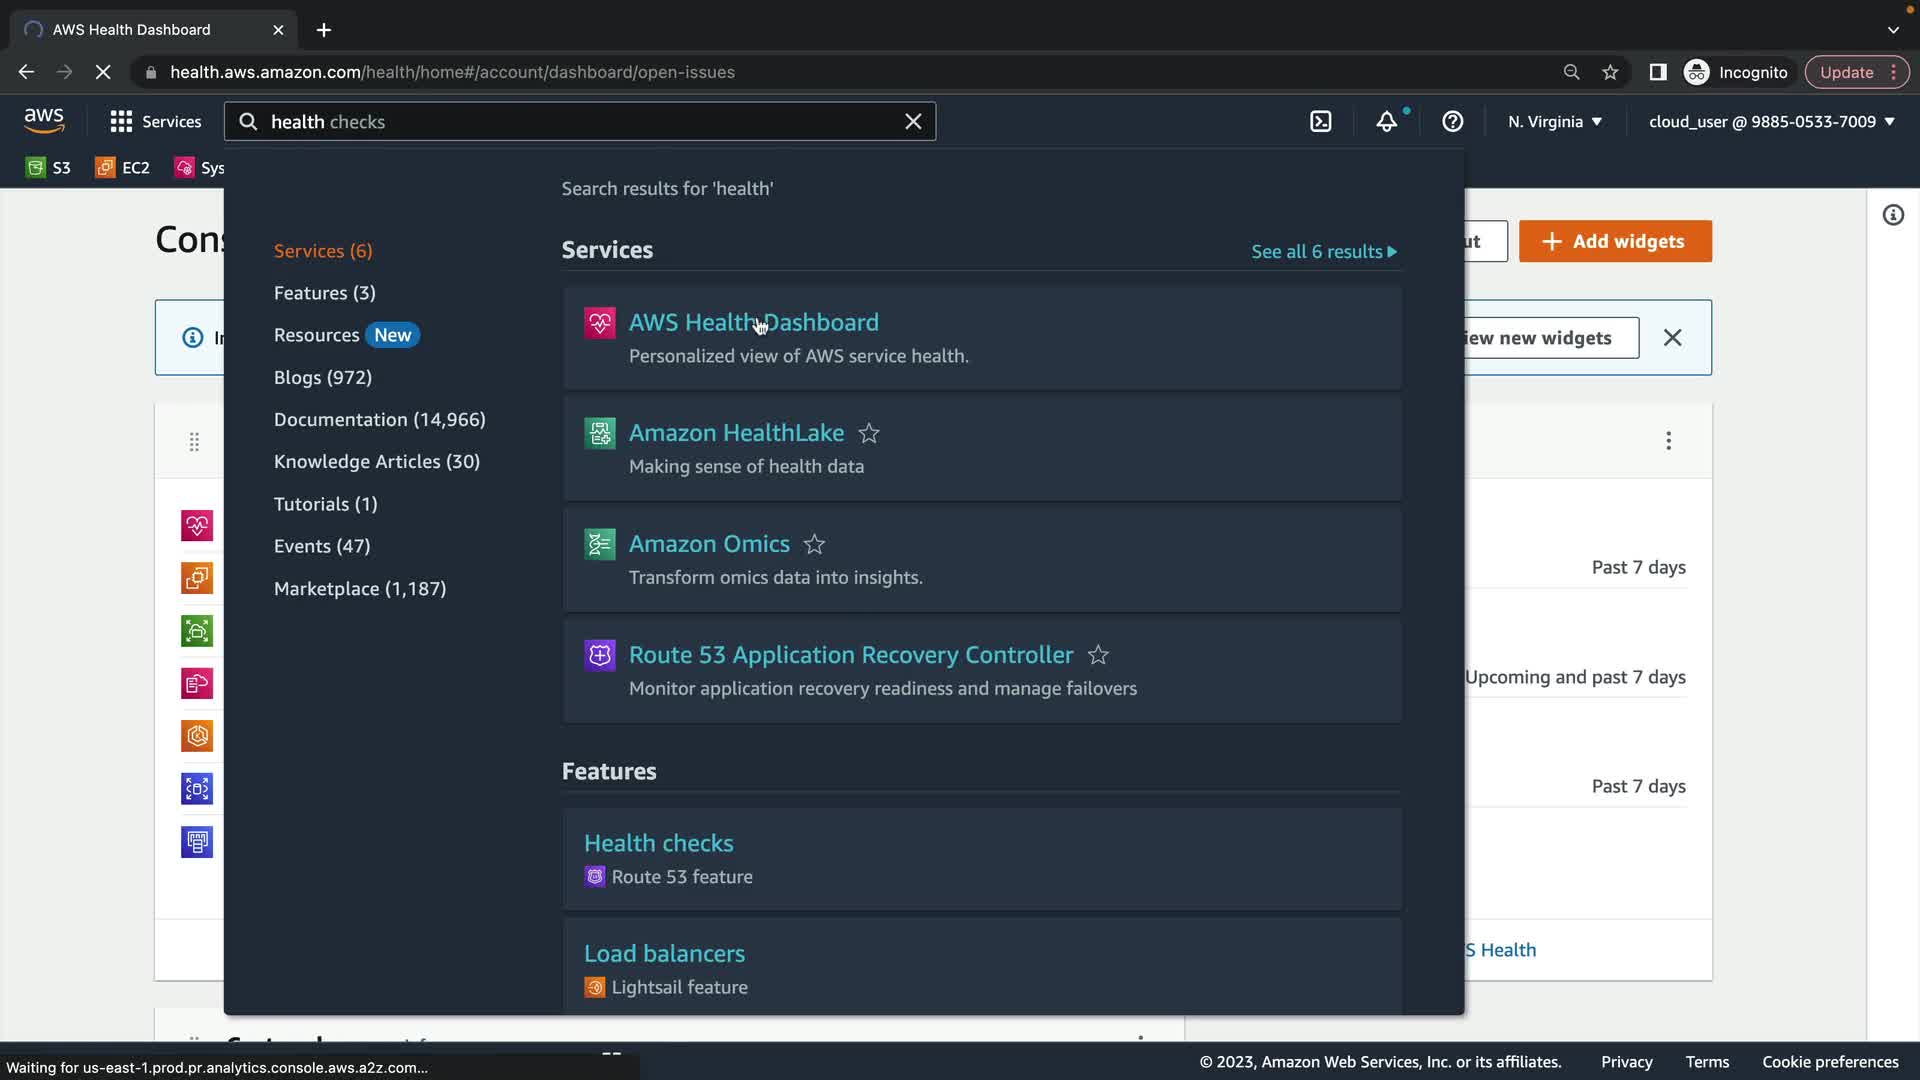 AWS Health Dashboard
health.aws.amazon.com/health/home#/account/dashboard/open-issues
Incognito
Update
aws
Services
health checks
N. Virginia
cloud_user @ 9885-0533-7009
S3
EC2
Sys
Search results for 'health'
Services (6)
Features (3)
Resources New
Blogs (972)
Documentation (14,966)
Knowledge Articles (30)
Tutorials (1)
Events (47)
Marketplace (1,187)
Services
See all 6 results
AWS Health Dashboard
Personalized view of AWS service health.
Amazon HealthLake
Making sense of health data
Amazon Omics
Transform omics data into insights.
Route 53 Application Recovery Controller
Monitor application recovery readiness and manage failovers
Features
Health checks
Route 53 feature
Load balancers
Lightsail feature
Cons
ut
Add widgets
iew new widgets
Past 7 days
Upcoming and past 7 days
Past 7 days
S Health
Waiting for us-east-1.prod.pr.analytics.console.aws.a2z.com...
© 2023, Amazon Web Services, Inc. or its affiliates.
Privacy
Terms
Cookie preferences